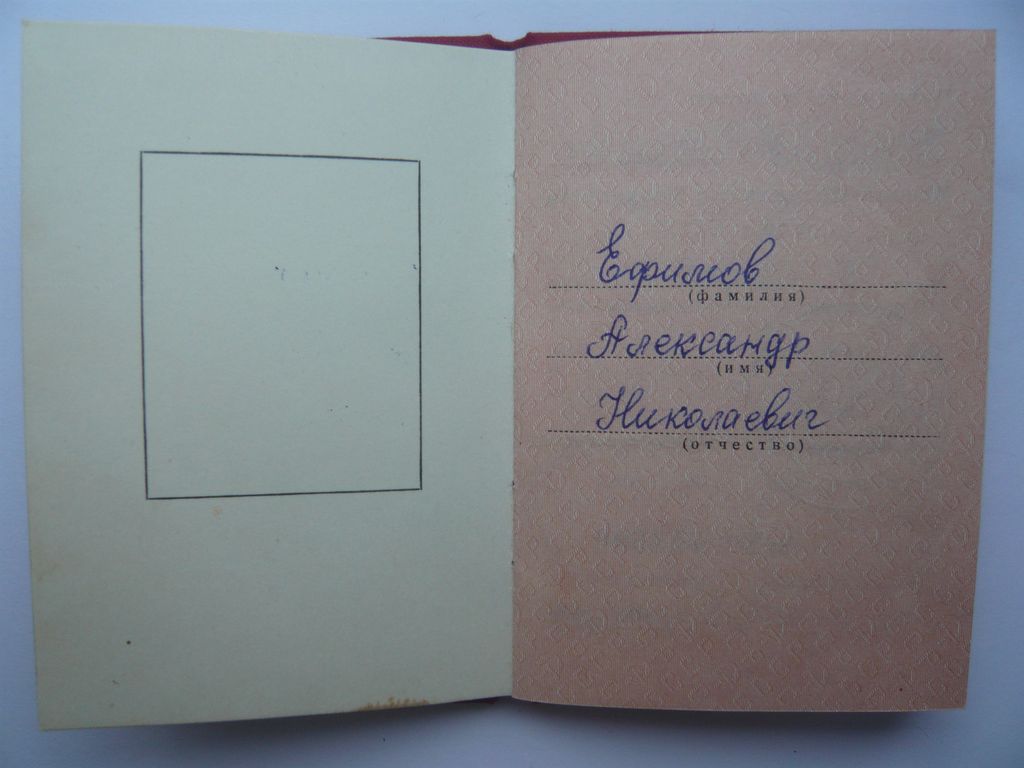 Ефимов
(фамилия)
Александр
(имя)
Николаевич
(отчество)